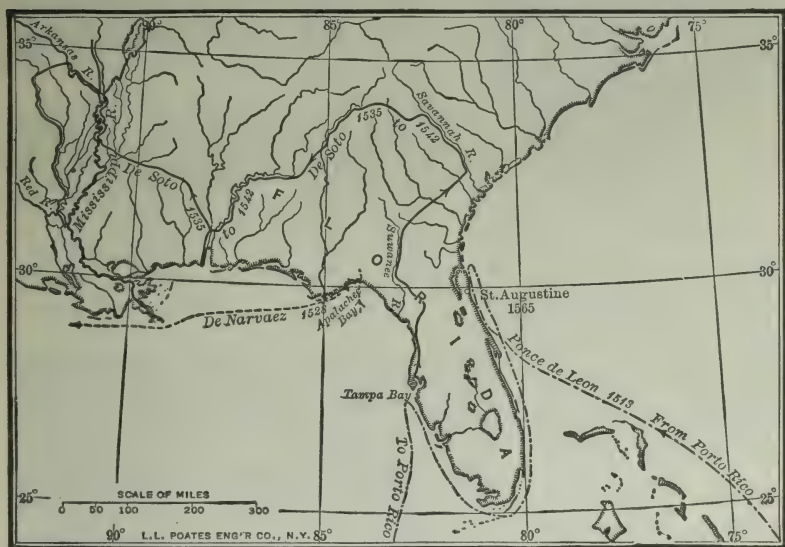 90° 85° 80° 75°
35° 35°
Arkansas R.
Mississippi R.
Red R.
De Soto 1535 to 1542
De Soto 1535 to 1542
Savannah R.
Suwanee R.
FLORIDA
30° 30°
St. Augustine
1565
De Narvaez 1528
Apalachee Bay
Tampa Bay
Ponce de Leon 1513 From Porto Rico
To Porto Rico
25° 25°
SCALE OF MILES
0 50 100 200 300
90° 85° 80° 75°
L.L. POATES ENG'R CO., N.Y.